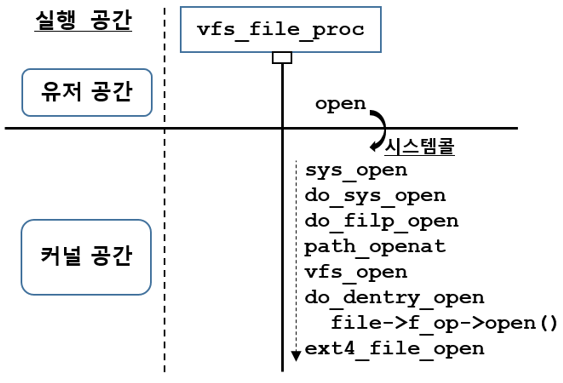 실행 공간
vfs_file_proc
유저 공간
open
시스템콜
sys_open
do_sys_open
do_filp_open
path_openat
vfs_open
do_dentry_open
file->f_op->open()
ext4_file_open
커널 공간